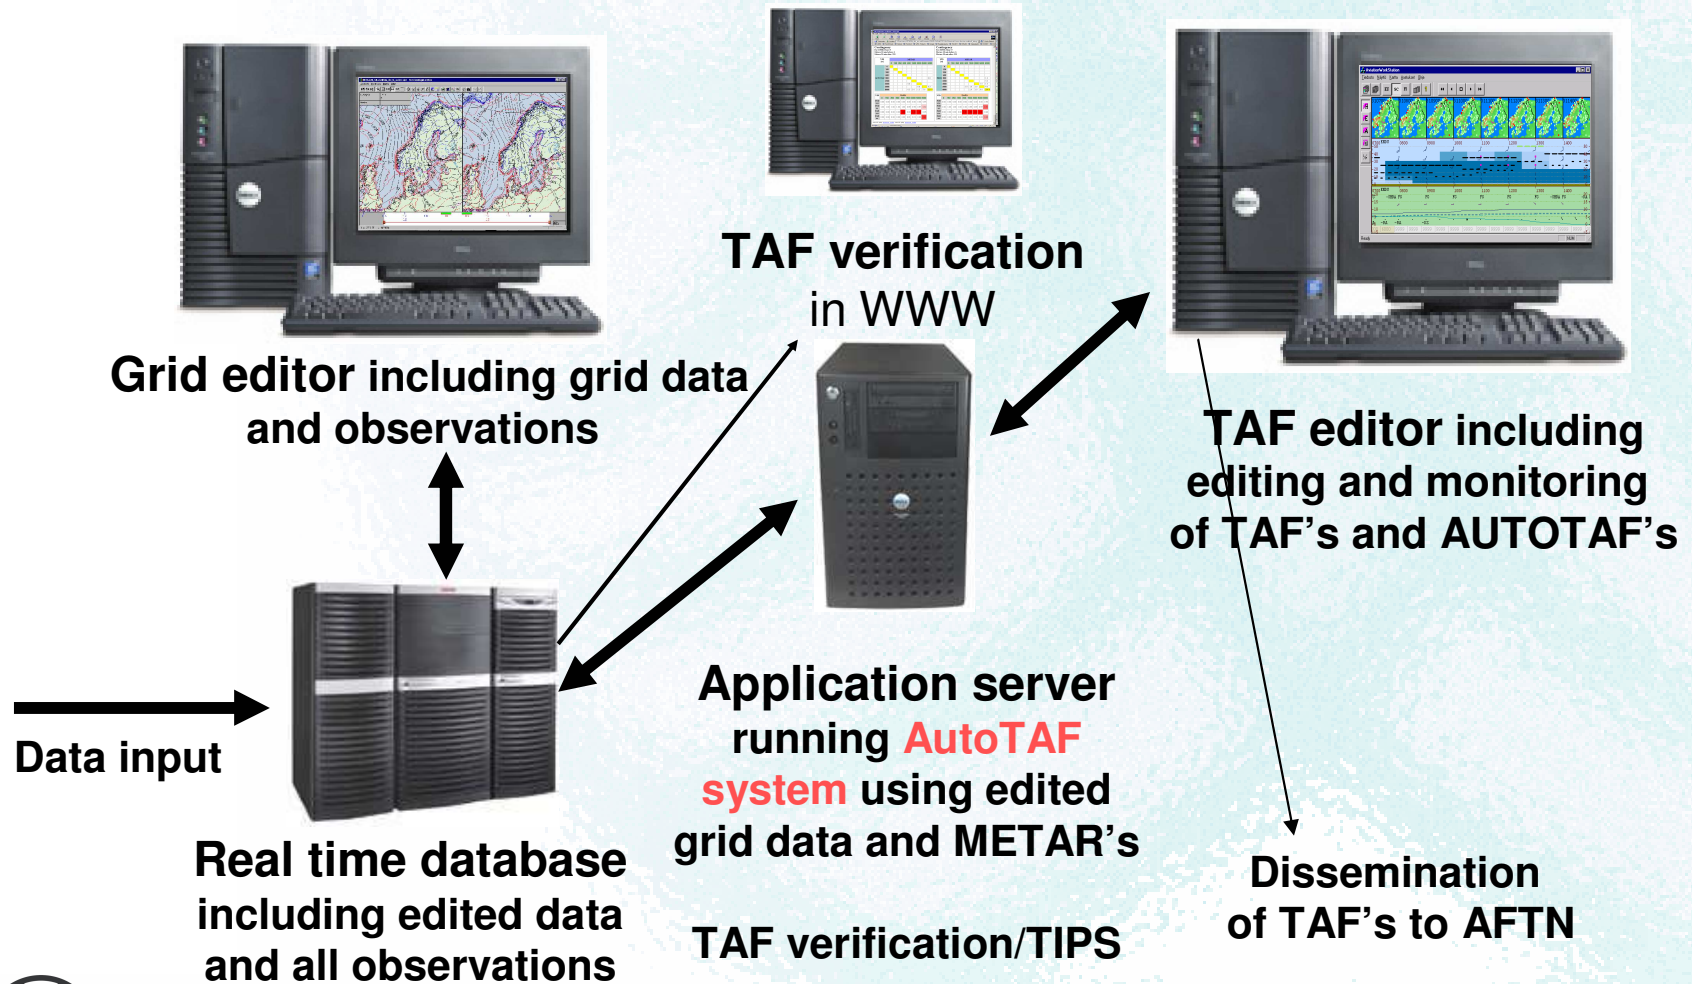 TAF verification
in WWW
Grid editor including grid data
and observations
TAF editor including
editing and monitoring
of TAF's and AUTOTAF's
Data input
Application server
running AutoTAF
system using edited
grid data and METAR's
TAF verification/TIPS
Real time database
including edited data
and all observations
Dissemination
of TAF's to AFTN